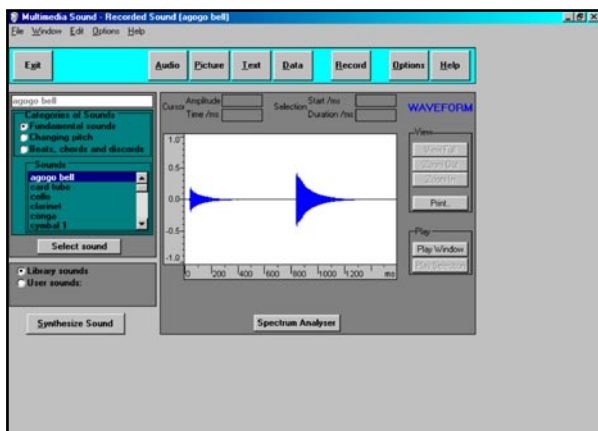 Multimedia Sound - Recorded Sound (agogo bell)
File Window Edit Options Help
Exit Audio Picture Text Data Record Options Help
agogo bell
Categories of Sounds
Fundamental sounds
Changing pitch
Beats, chords and discords
Sounds
agogo bell
card tube
cello
clarinet
conga
cymbal 1
Select sound
Library sounds
User sounds:
Synthesize Sound
Cursor Amplitude
Time /ms
Selection Start /ms
Duration /ms
WAVEFORM
1.0
0.5
0.0
-0.5
-1.0
0 200 400 600 800 1000 1200 ms
Spectrum Analyser
View
View Full
Zoom Out
Zoom In
Print..
Play
Play Window
Play Selection